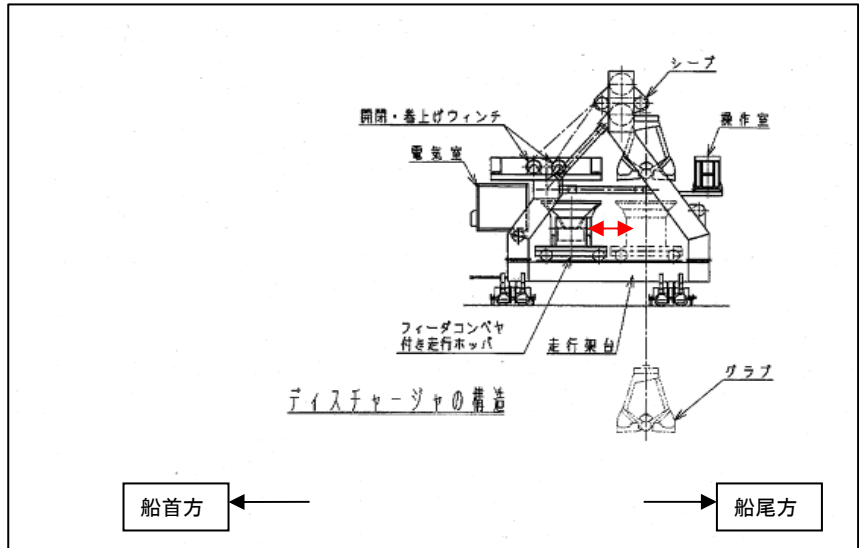 シーブ
開閉・巻上げウィンチ
操作室
電気室
フィーダコンベヤ
付き走行ホッパ
走行架台
グラブ
ディスチャージャの構造
船首方
船尾方